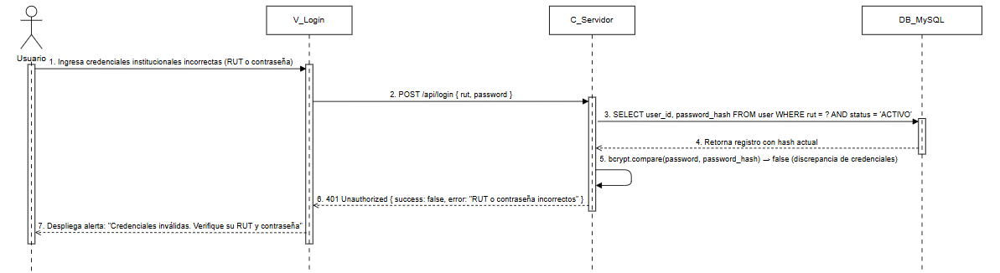 V_Login
C_Servidor
DB_MySQL
Usuario
1. Ingresa credenciales institucionales incorrectas (RUT o contraseña)
2. POST /api/login { rut, password }
3. SELECT user_id, password_hash FROM user WHERE rut = ? AND status = 'ACTIVO'
4. Retorna registro con hash actual
5. bcrypt.compare(password, password_hash) → false (discrepancia de credenciales)
6. 401 Unauthorized { success: false, error: "RUT o contraseña incorrectos" }
7. Despliega alerta: "Credenciales inválidas. Verifique su RUT y contraseña"